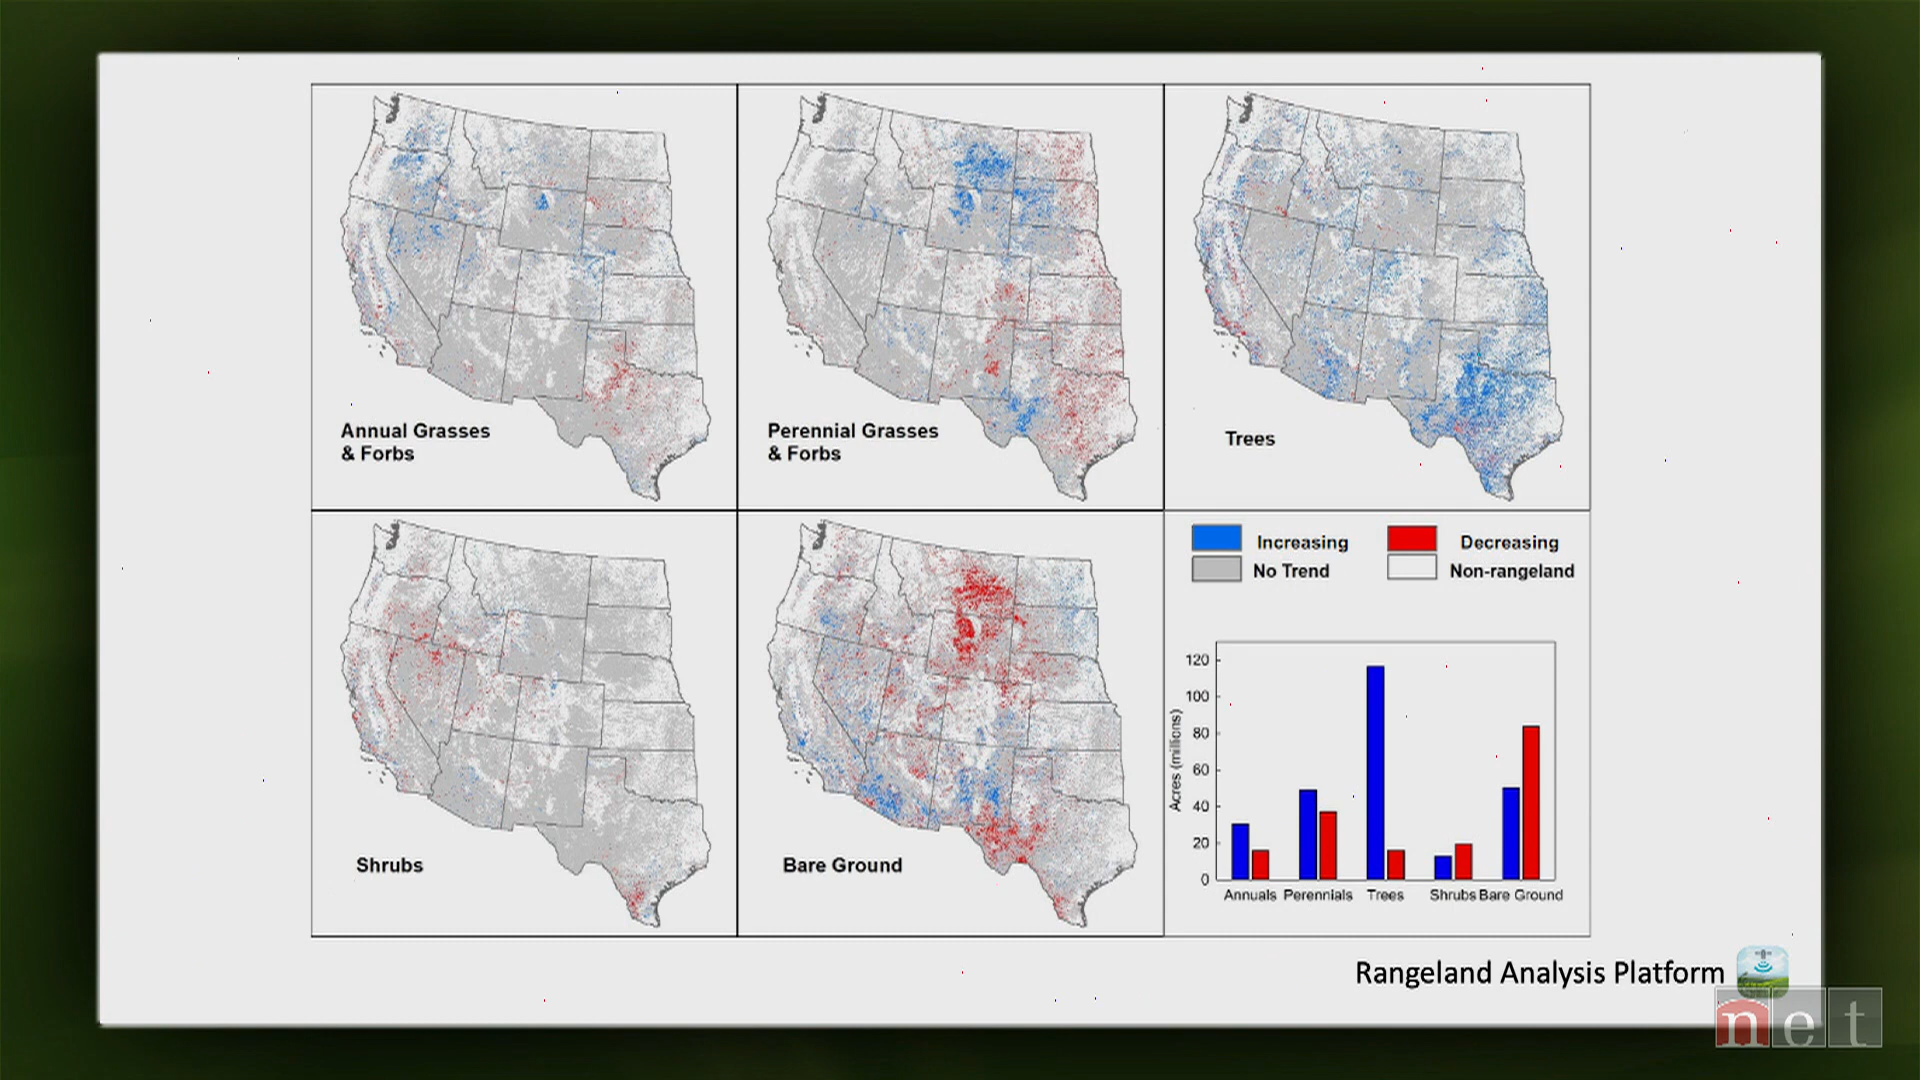 Annual Grasses
& Forbs
Perennial Grasses
& Forbs
Trees
Shrubs
Bare Ground
Increasing
Decreasing
No Trend
Non-rangeland
Acres (millions)
120
100
80
60
40
20
0
Annuals
Perennials
Trees
Shrubs
Bare Ground
Rangeland Analysis Platform
net